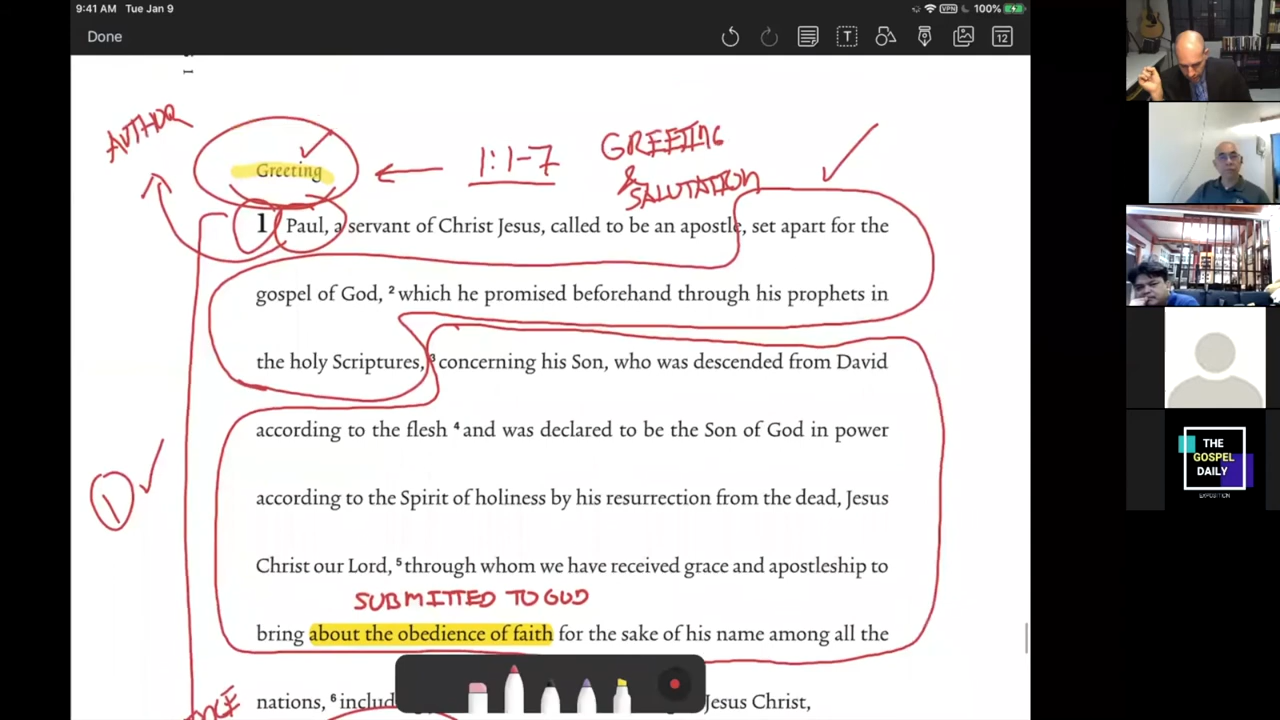 9:41 AM Tue Jan 9
VPN 100%
Done
T
12
1
AUTHOR
Greeting
1:1-7
GREETING
& SALUTATION
1 Paul, a servant of Christ Jesus, called to be an apostle, set apart for the
gospel of God, 2 which he promised beforehand through his prophets in
the holy Scriptures, 3 concerning his Son, who was descended from David
according to the flesh 4 and was declared to be the Son of God in power
according to the Spirit of holiness by his resurrection from the dead, Jesus
1
Christ our Lord, 5 through whom we have received grace and apostleship to
SUBMITTED TO GOD
bring about the obedience of faith for the sake of his name among all the
nations, 6 includ Jesus Christ,
THE
GOSPEL
DAILY
EXPOSITION